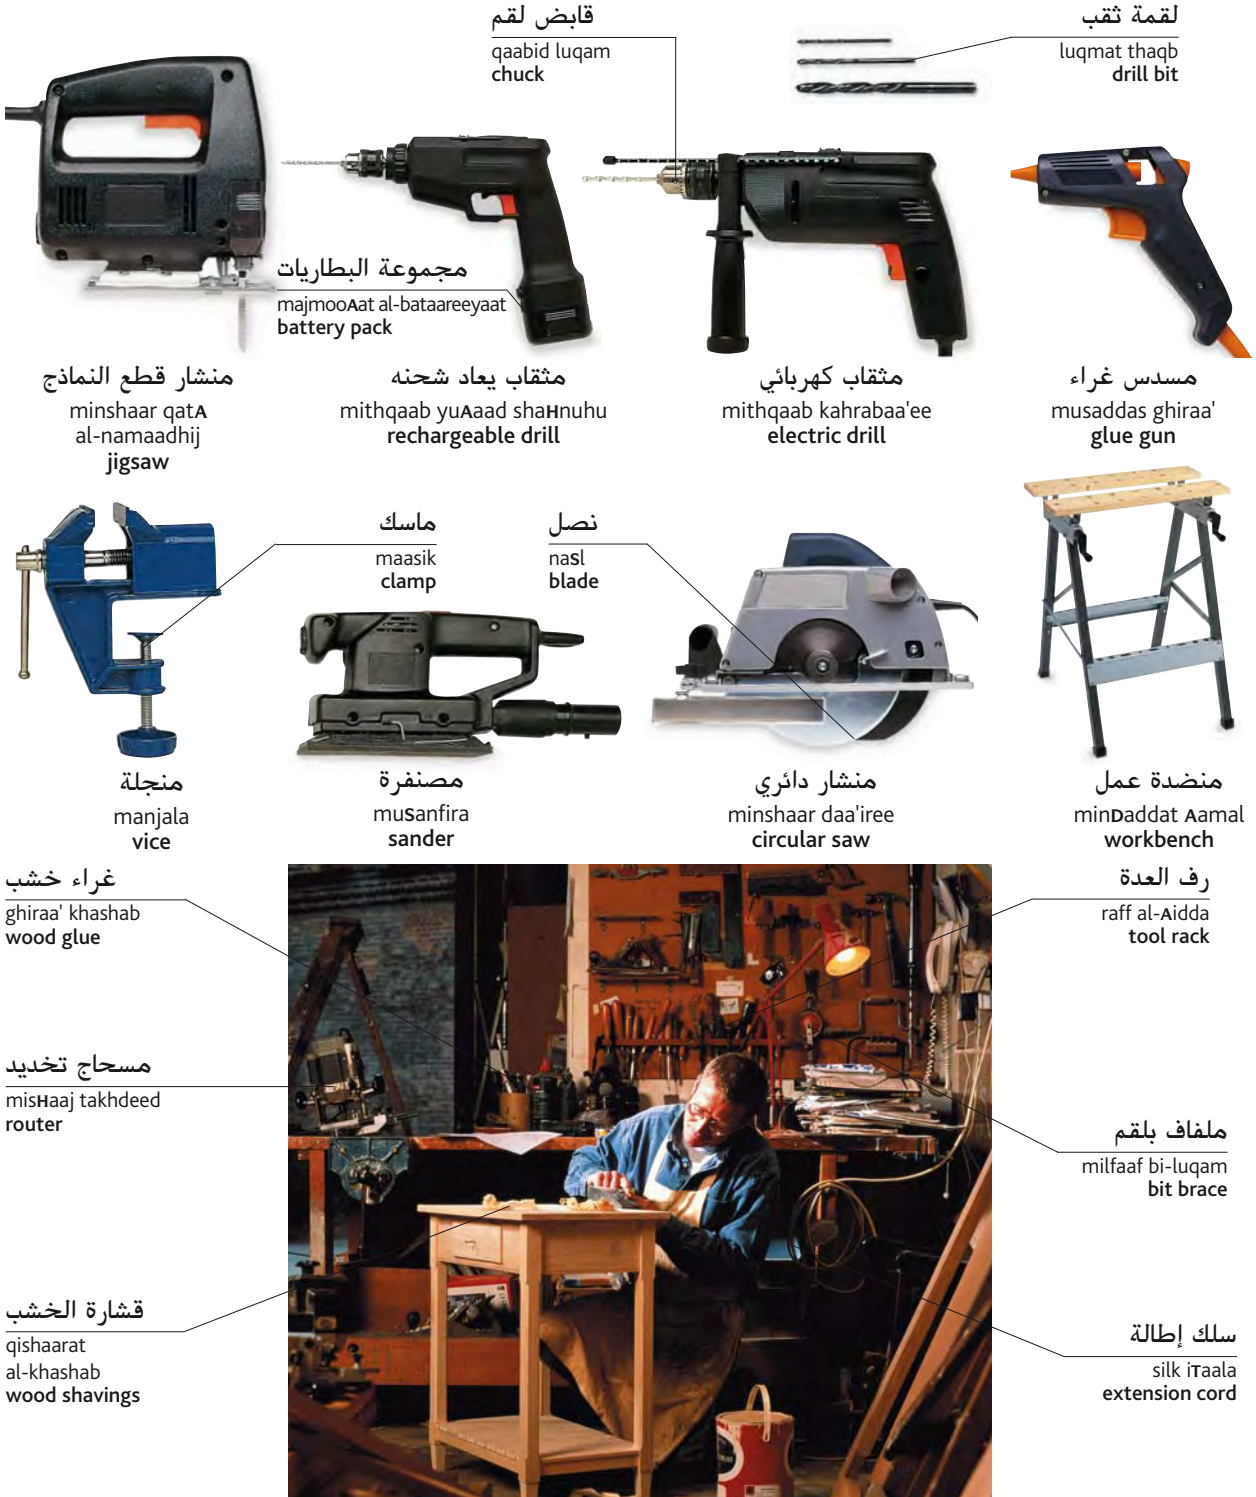 قابض لقم
qaabid luqam
chuck
لقمة ثقب
luqmat thaqb
drill bit
مجموعة البطاريات
majmooAat al-bataareeyaat
battery pack
منشار قطع النماذج
minshaar qatA
al-namaadhij
jigsaw
مثقاب يعاد شحنه
mithqaab yuAaad shaHnuhu
rechargeable drill
مثقاب كهربائي
mithqaab kahrabaa'ee
electric drill
مسدس غراء
musaddas ghiraa'
glue gun
ماسك
maasik
clamp
نصل
naSl
blade
منجلة
manjala
vice
مصنفرة
muSanfira
sander
منشار دائري
minshaar daa'iree
circular saw
منضدة عمل
minDaddat Aamal
workbench
غراء خشب
ghiraa' khashab
wood glue
رف العدة
raff al-Aidda
tool rack
مسحاج تخديد
misHaaj takhdeed
router
ملفاف بلقم
milfaaf bi-luqam
bit brace
قشارة الخشب
qishaarat
al-khashab
wood shavings
سلك إطالة
silk iTaala
extension cord